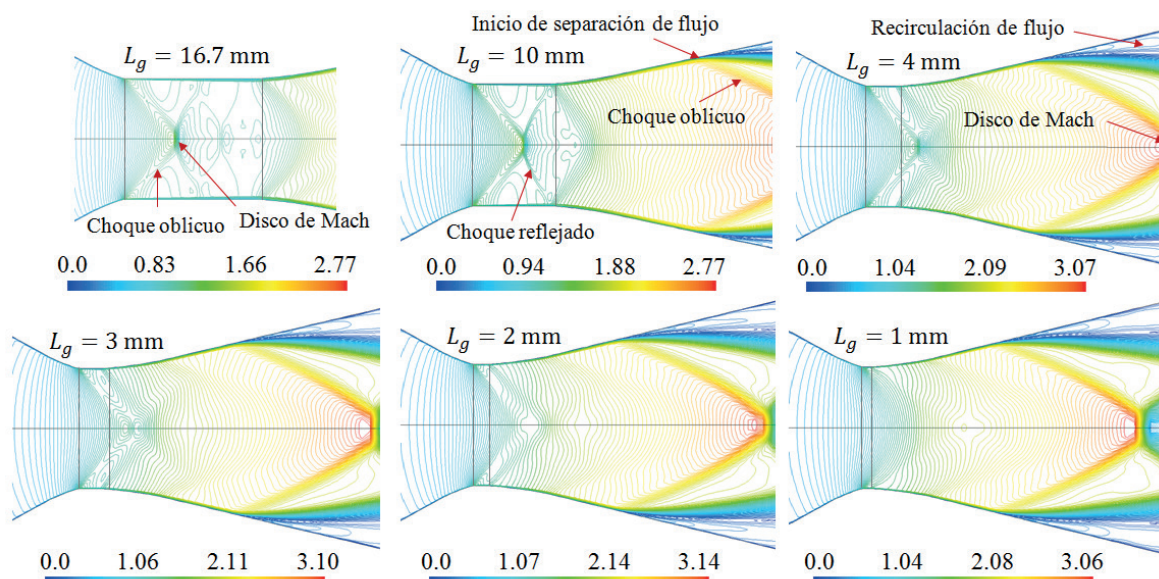 L_g = 16.7 mm
Choque oblicuo
Disco de Mach
0.0 0.83 1.66 2.77
Inicio de separación de flujo
L_g = 10 mm
Choque oblicuo
Choque reflejado
0.0 0.94 1.88 2.77
Recirculación de flujo
L_g = 4 mm
Disco de Mach
0.0 1.04 2.09 3.07
L_g = 3 mm
0.0 1.06 2.11 3.10
L_g = 2 mm
0.0 1.07 2.14 3.14
L_g = 1 mm
0.0 1.04 2.08 3.06